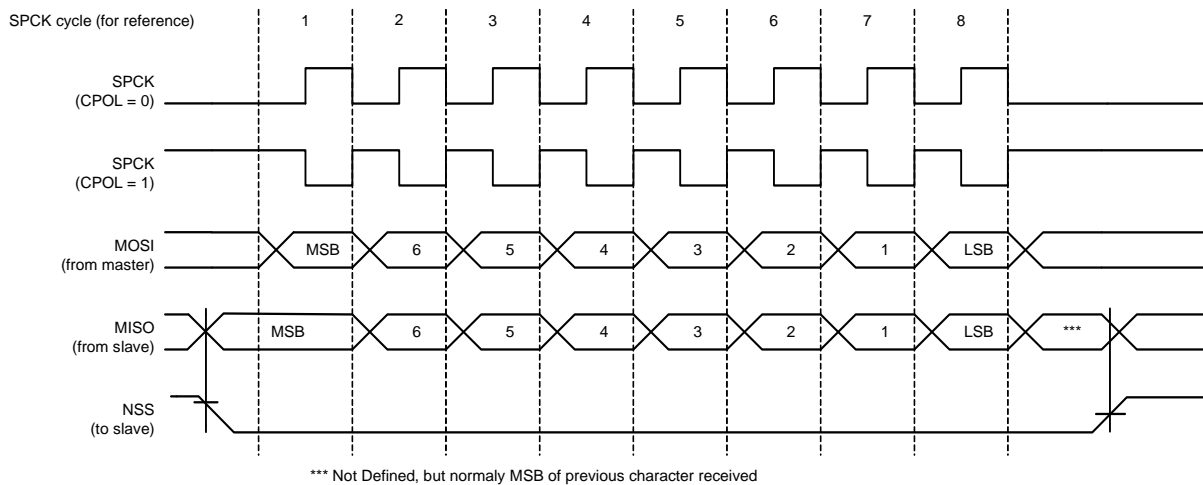 SPCK cycle (for reference) 1 2 3 4 5 6 7 8
SPCK
(CPOL = 0)
SPCK
(CPOL = 1)
MOSI
(from master)
MSB 6 5 4 3 2 1 LSB
MISO
(from slave)
MSB 6 5 4 3 2 1 LSB ***
NSS
(to slave)
*** Not Defined, but normaly MSB of previous character received